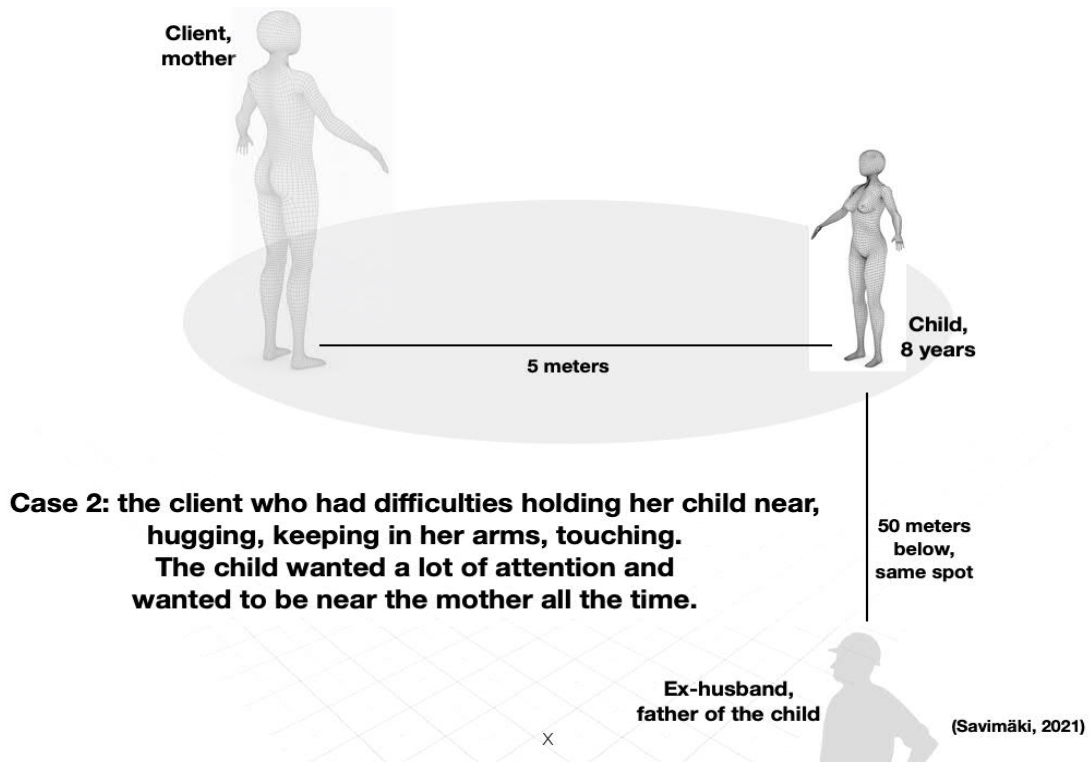 Client,
mother
Child,
8 years
5 meters
Case 2: the client who had difficulties holding her child near,
hugging, keeping in her arms, touching.
The child wanted a lot of attention and
wanted to be near the mother all the time.
50 meters
below,
same spot
Ex-husband,
father of the child
(Savimäki, 2021)
X